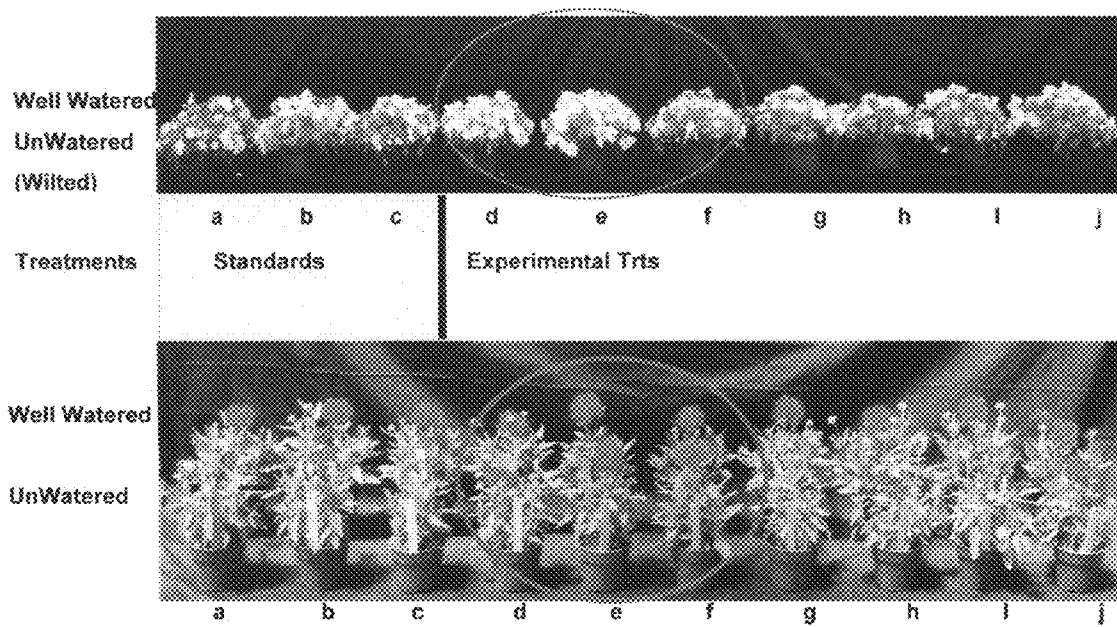 Well Watered
UnWatered
(Wilted)
a b c d e f g h I j
Treatments Standards Experimental Trts
Well Watered
UnWatered
a b c d e f g h I j